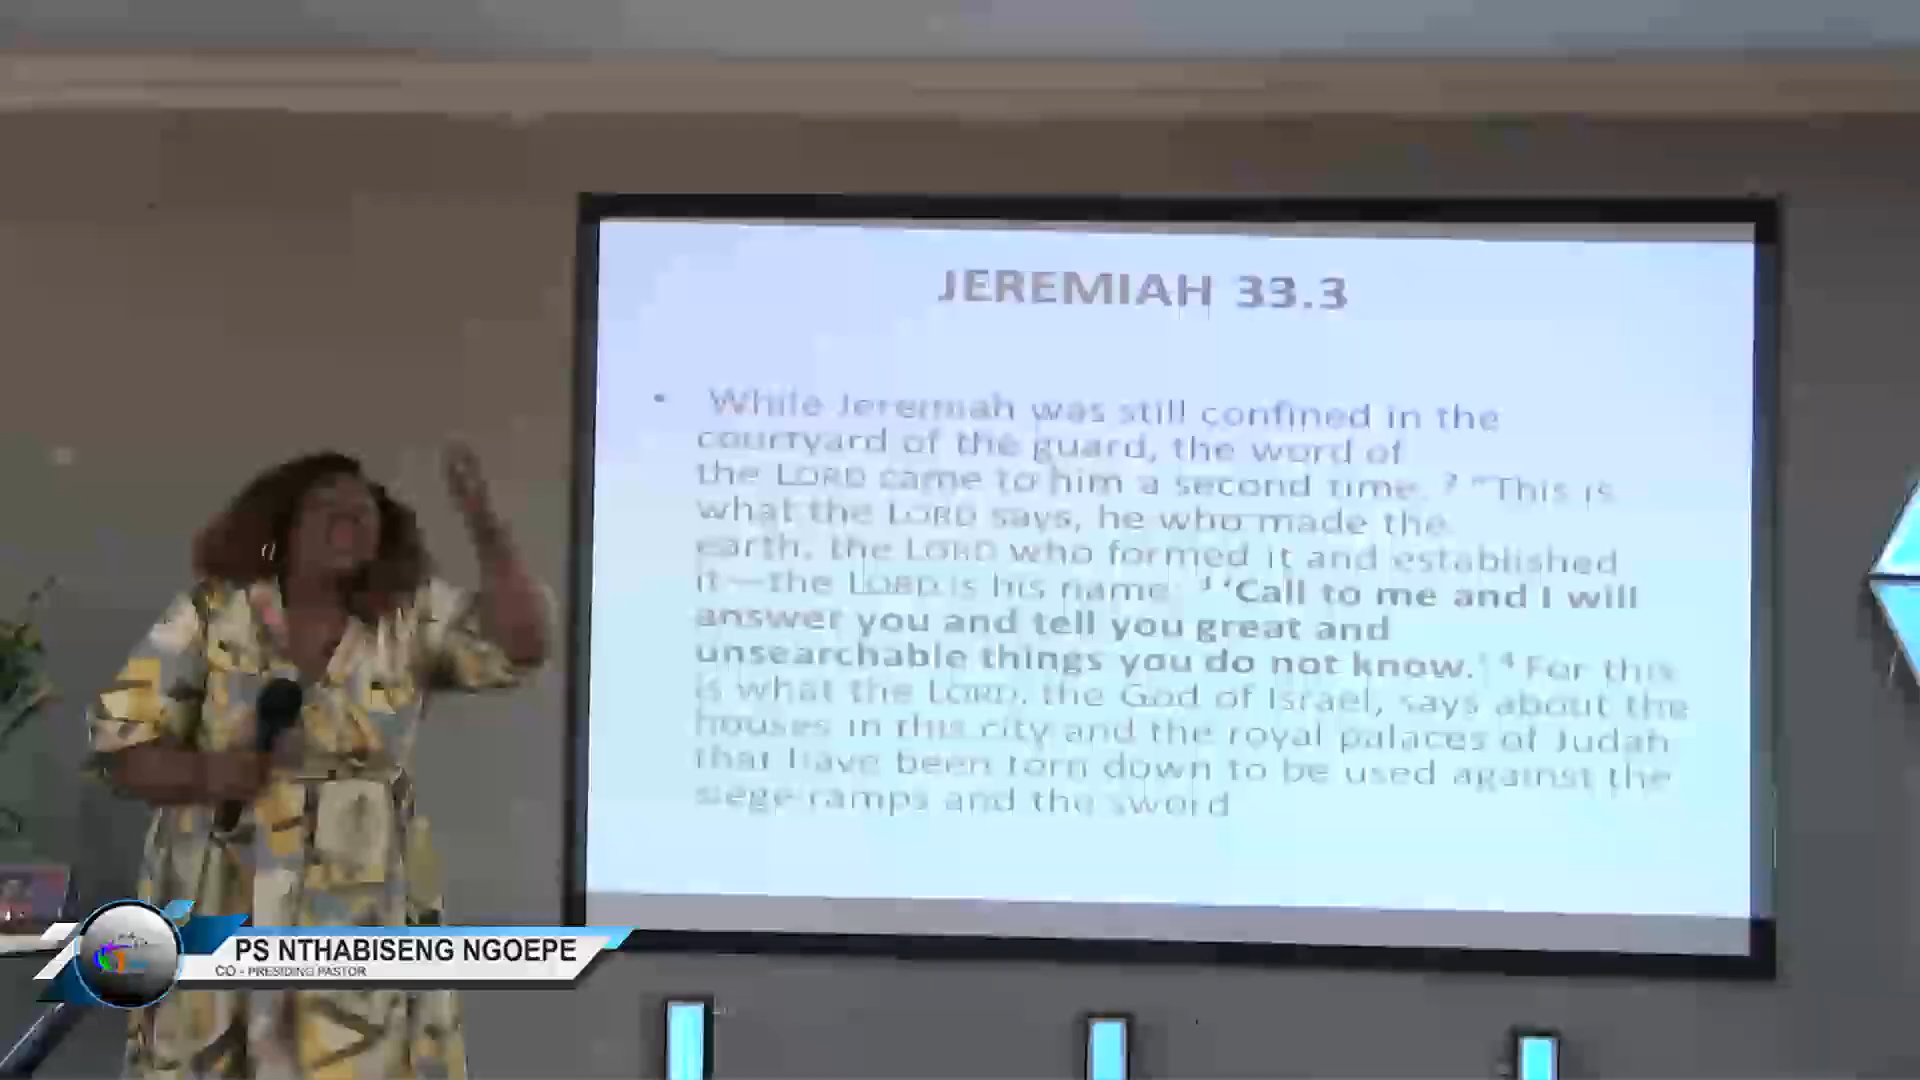 JEREMIAH 33.3
• While Jeremiah was still confined in the
courtyard of the guard, the word of
the LORD came to him a second time. ² "This is
what the LORD says, he who made the
earth, the LORD who formed it and established
it—the LORD is his name: ³ 'Call to me and I will
answer you and tell you great and
unsearchable things you do not know.' ⁴ For this
is what the LORD, the God of Israel, says about the
houses in this city and the royal palaces of Judah
that have been torn down to be used against the
siege ramps and the sword
PS NTHABISENG NGOEPE
CO - PRESIDING PASTOR